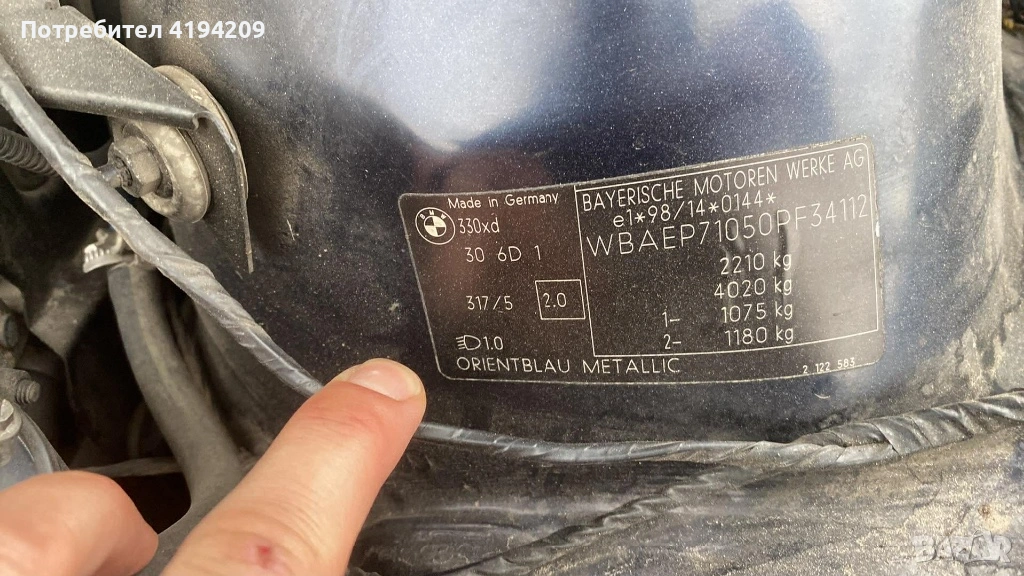 Потребител 4194209
Made in Germany
BMW
330xd
30 6D 1
317/5 2.0
1.0
ORIENTBLAU METALLIC
BAYERISCHE MOTOREN WERKE AG
e1*98/14*0144*
WBAEP71050PF34112
2210 kg
4020 kg
1- 1075 kg
2- 1180 kg
2 122 583
BAZAR